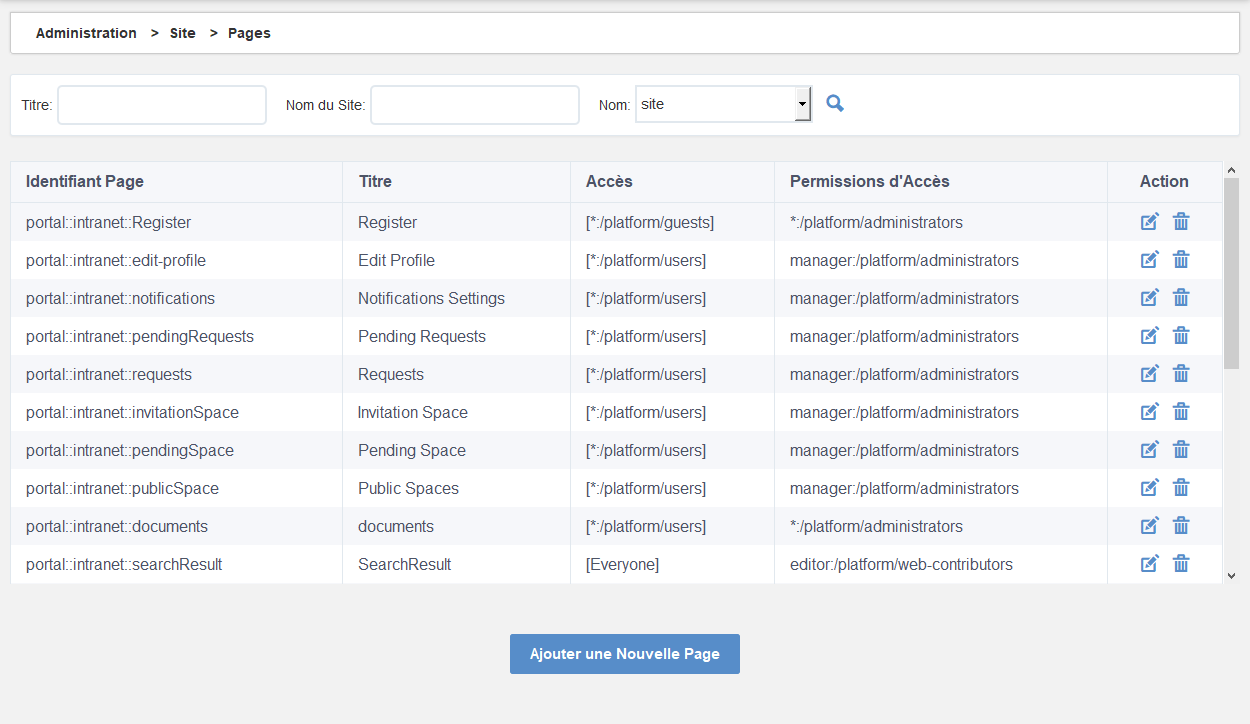 Administration > Site > Pages
Titre: Nom du Site: Nom: site
Identifiant Page Titre Accès Permissions d'Accès Action
portal::intranet::Register Register [*:/platform/guests] *:/platform/administrators
portal::intranet::edit-profile Edit Profile [*:/platform/users] manager:/platform/administrators
portal::intranet::notifications Notifications Settings [*:/platform/users] manager:/platform/administrators
portal::intranet::pendingRequests Pending Requests [*:/platform/users] manager:/platform/administrators
portal::intranet::requests Requests [*:/platform/users] manager:/platform/administrators
portal::intranet::invitationSpace Invitation Space [*:/platform/users] manager:/platform/administrators
portal::intranet::pendingSpace Pending Space [*:/platform/users] manager:/platform/administrators
portal::intranet::publicSpace Public Spaces [*:/platform/users] manager:/platform/administrators
portal::intranet::documents documents [*:/platform/users] *:/platform/administrators
portal::intranet::searchResult SearchResult [Everyone] editor:/platform/web-contributors
Ajouter une Nouvelle Page